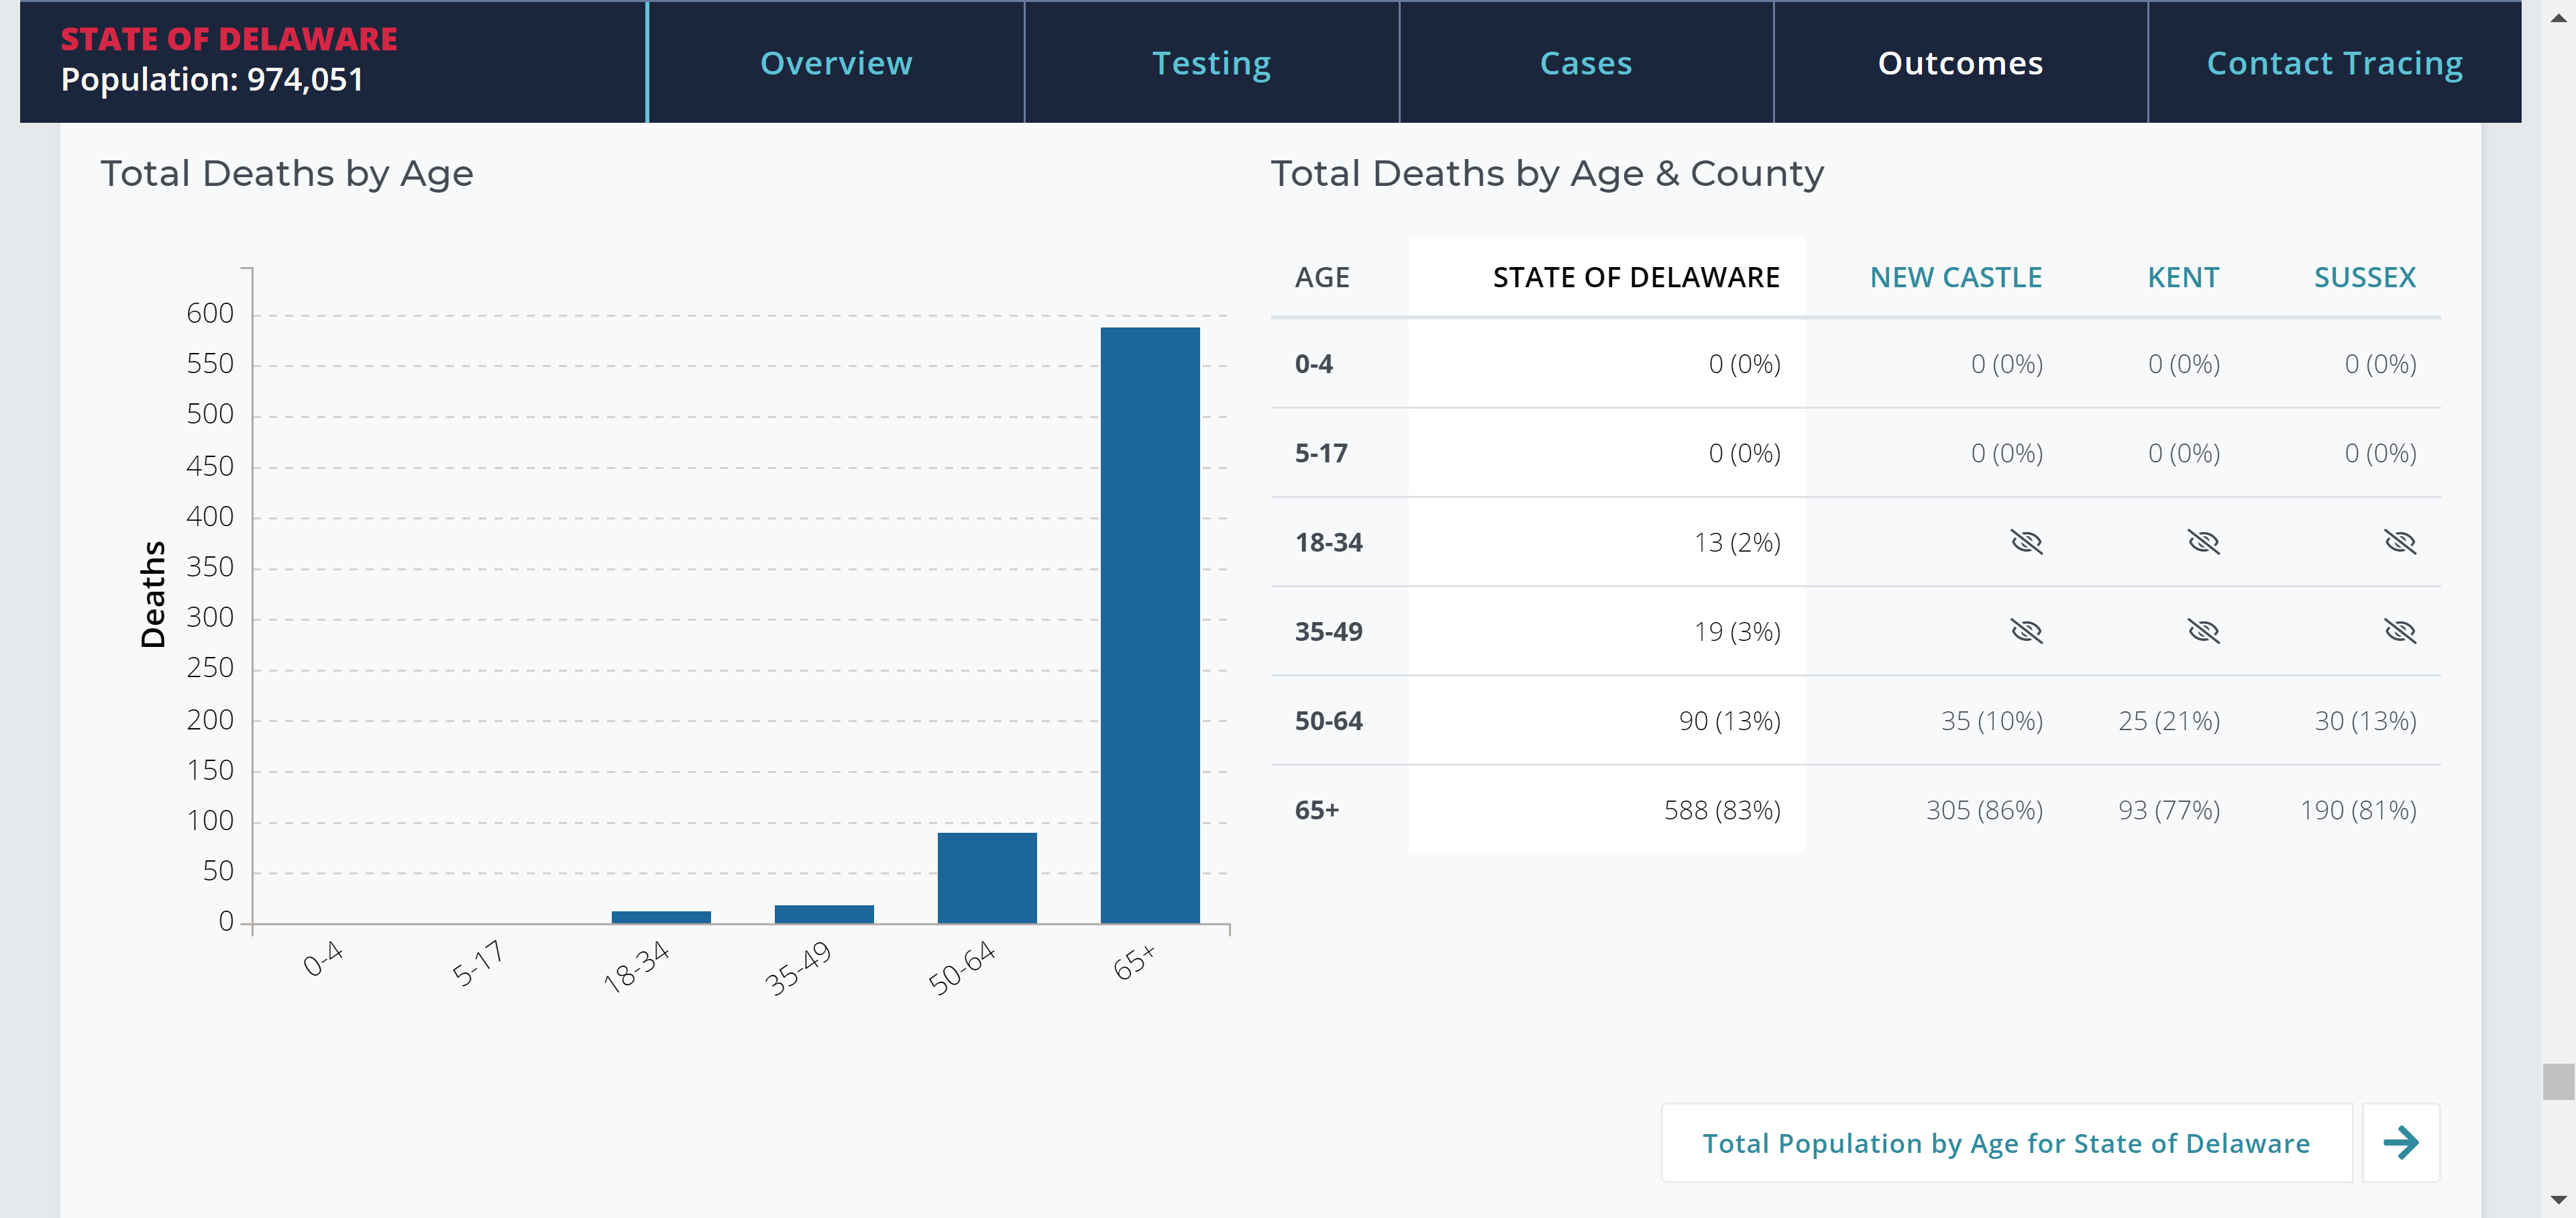 STATE OF DELAWARE
Population: 974,051
Overview
Testing
Cases
Outcomes
Contact Tracing
Total Deaths by Age
Deaths
600
550
500
450
400
350
300
250
200
150
100
50
0
0-4
5-17
18-34
35-49
50-64
65+
Total Deaths by Age & County
AGE STATE OF DELAWARE NEW CASTLE KENT SUSSEX
0-4 0 (0%) 0 (0%) 0 (0%) 0 (0%)
5-17 0 (0%) 0 (0%) 0 (0%) 0 (0%)
18-34 13 (2%)
35-49 19 (3%)
50-64 90 (13%) 35 (10%) 25 (21%) 30 (13%)
65+ 588 (83%) 305 (86%) 93 (77%) 190 (81%)
Total Population by Age for State of Delaware